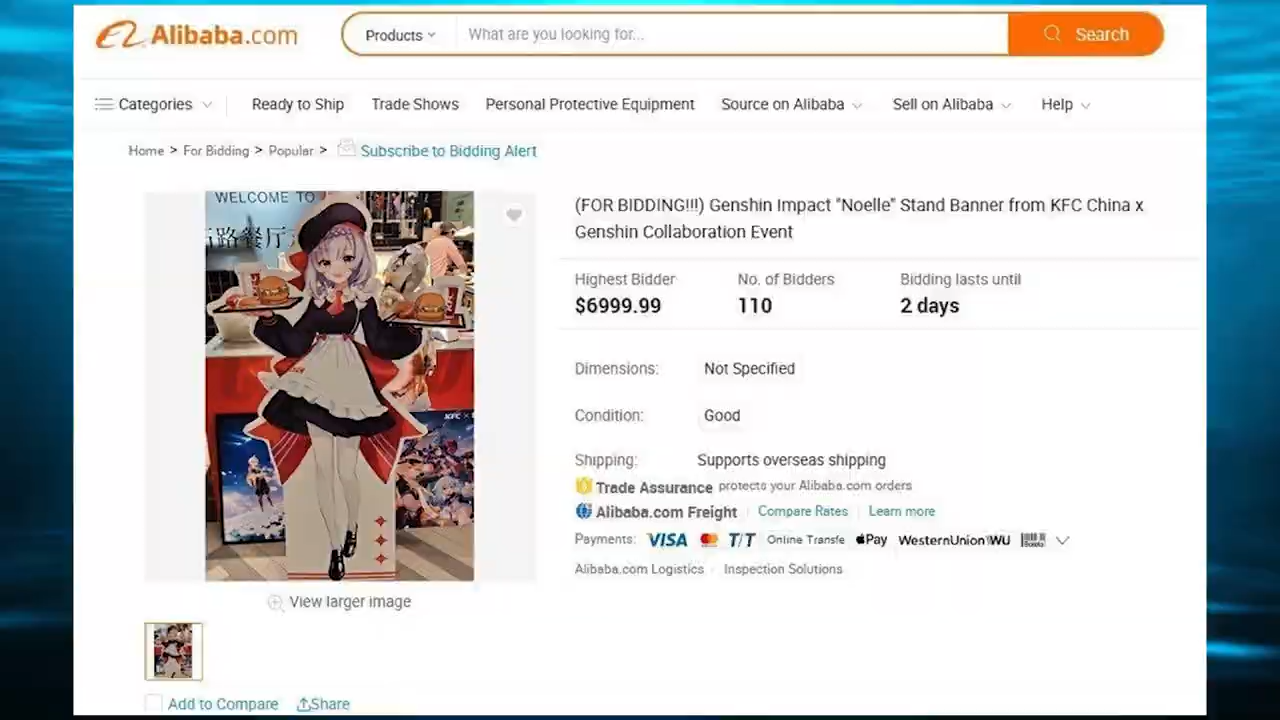 Alibaba.com
Products
What are you looking for...
Search
Categories
Ready to Ship
Trade Shows
Personal Protective Equipment
Source on Alibaba
Sell on Alibaba
Help
Home > For Bidding > Popular > Subscribe to Bidding Alert
WELCOME TO
路餐厅
KFC
(FOR BIDDING!!!) Genshin Impact "Noelle" Stand Banner from KFC China x
Genshin Collaboration Event
Highest Bidder
No. of Bidders
Bidding lasts until
$6999.99
110
2 days
Dimensions:
Not Specified
Condition:
Good
Shipping:
Supports overseas shipping
Trade Assurance protects your Alibaba.com orders
Alibaba.com Freight
Compare Rates
Learn more
Payments: VISA T/T Online Transfe Pay WesternUnion WU
Alibaba.com Logistics
Inspection Solutions
View larger image
Add to Compare
Share